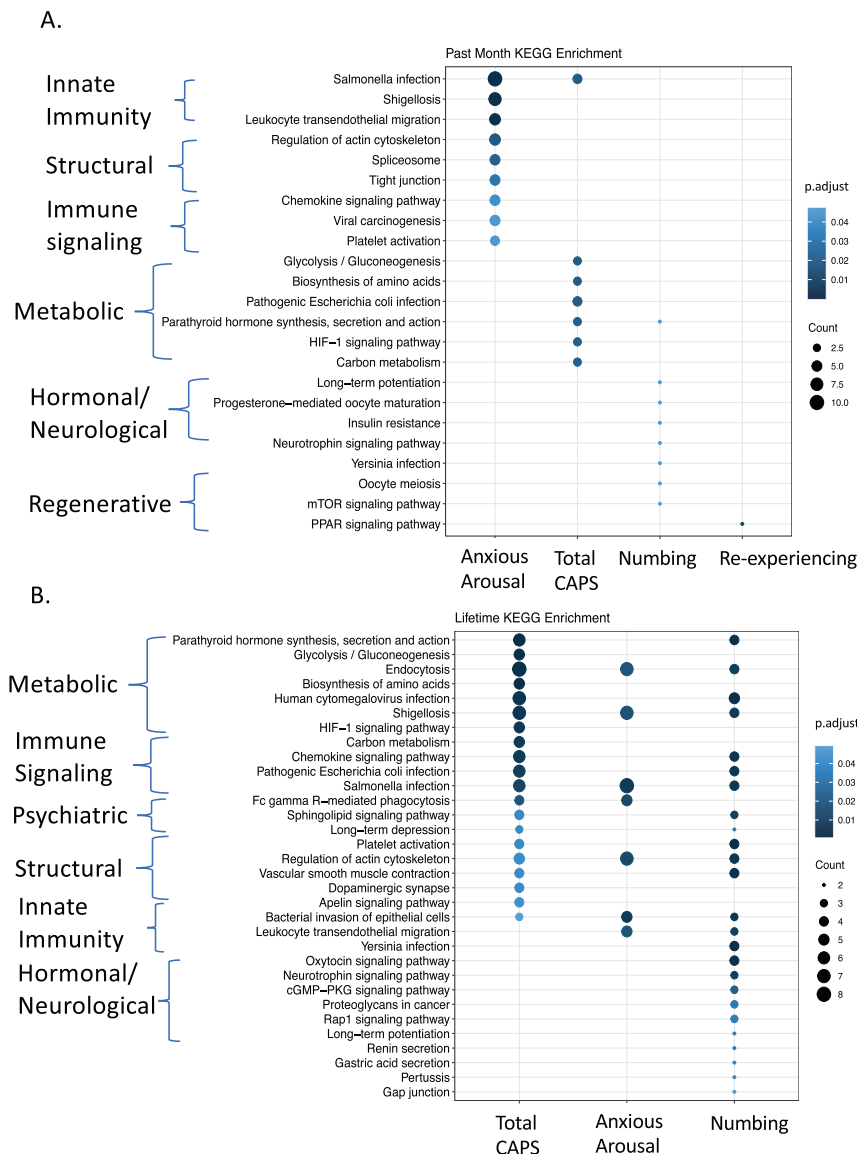 A.
Past Month KEGG Enrichment
Innate
Immunity
Structural
Immune
signaling
Metabolic
Hormonal/
Neurological
Regenerative
Salmonella infection
Shigellosis
Leukocyte transendothelial migration
Regulation of actin cytoskeleton
Spliceosome
Tight junction
Chemokine signaling pathway
Viral carcinogenesis
Platelet activation
Glycolysis / Gluconeogenesis
Biosynthesis of amino acids
Pathogenic Escherichia coli infection
Parathyroid hormone synthesis, secretion and action
HIF−1 signaling pathway
Carbon metabolism
Long−term potentiation
Progesterone−mediated oocyte maturation
Insulin resistance
Neurotrophin signaling pathway
Yersinia infection
Oocyte meiosis
mTOR signaling pathway
PPAR signaling pathway
p.adjust
0.04
0.03
0.02
0.01
Count
2.5
5.0
7.5
10.0
Anxious
Arousal
Total
CAPS
Numbing
Re-experiencing
B.
Lifetime KEGG Enrichment
Metabolic
Immune
Signaling
Psychiatric
Structural
Innate
Immunity
Hormonal/
Neurological
Parathyroid hormone synthesis, secretion and action
Glycolysis / Gluconeogenesis
Endocytosis
Biosynthesis of amino acids
Human cytomegalovirus infection
Shigellosis
HIF−1 signaling pathway
Carbon metabolism
Chemokine signaling pathway
Pathogenic Escherichia coli infection
Salmonella infection
Fc gamma R−mediated phagocytosis
Sphingolipid signaling pathway
Long−term depression
Platelet activation
Regulation of actin cytoskeleton
Vascular smooth muscle contraction
Dopaminergic synapse
Apelin signaling pathway
Bacterial invasion of epithelial cells
Leukocyte transendothelial migration
Yersinia infection
Oxytocin signaling pathway
Neurotrophin signaling pathway
cGMP−PKG signaling pathway
Proteoglycans in cancer
Rap1 signaling pathway
Long−term potentiation
Renin secretion
Gastric acid secretion
Pertussis
Gap junction
p.adjust
0.04
0.03
0.02
0.01
Count
2
3
4
5
6
7
8
Total
CAPS
Anxious
Arousal
Numbing